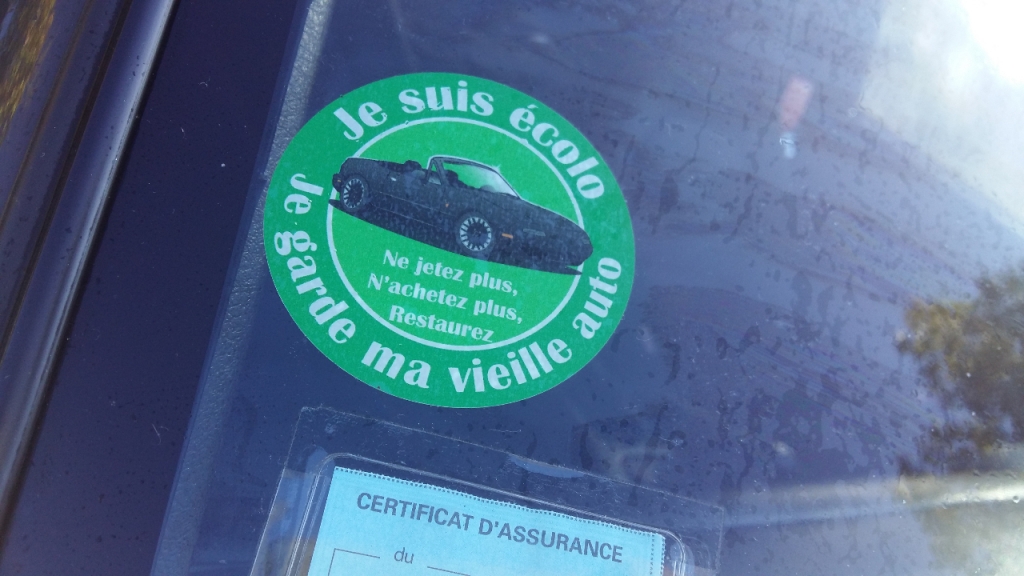 Je suis écolo
Ne jetez plus,
N'achetez plus,
Restaurez
Je garde ma vieille auto
CERTIFICAT D'ASSURANCE
du